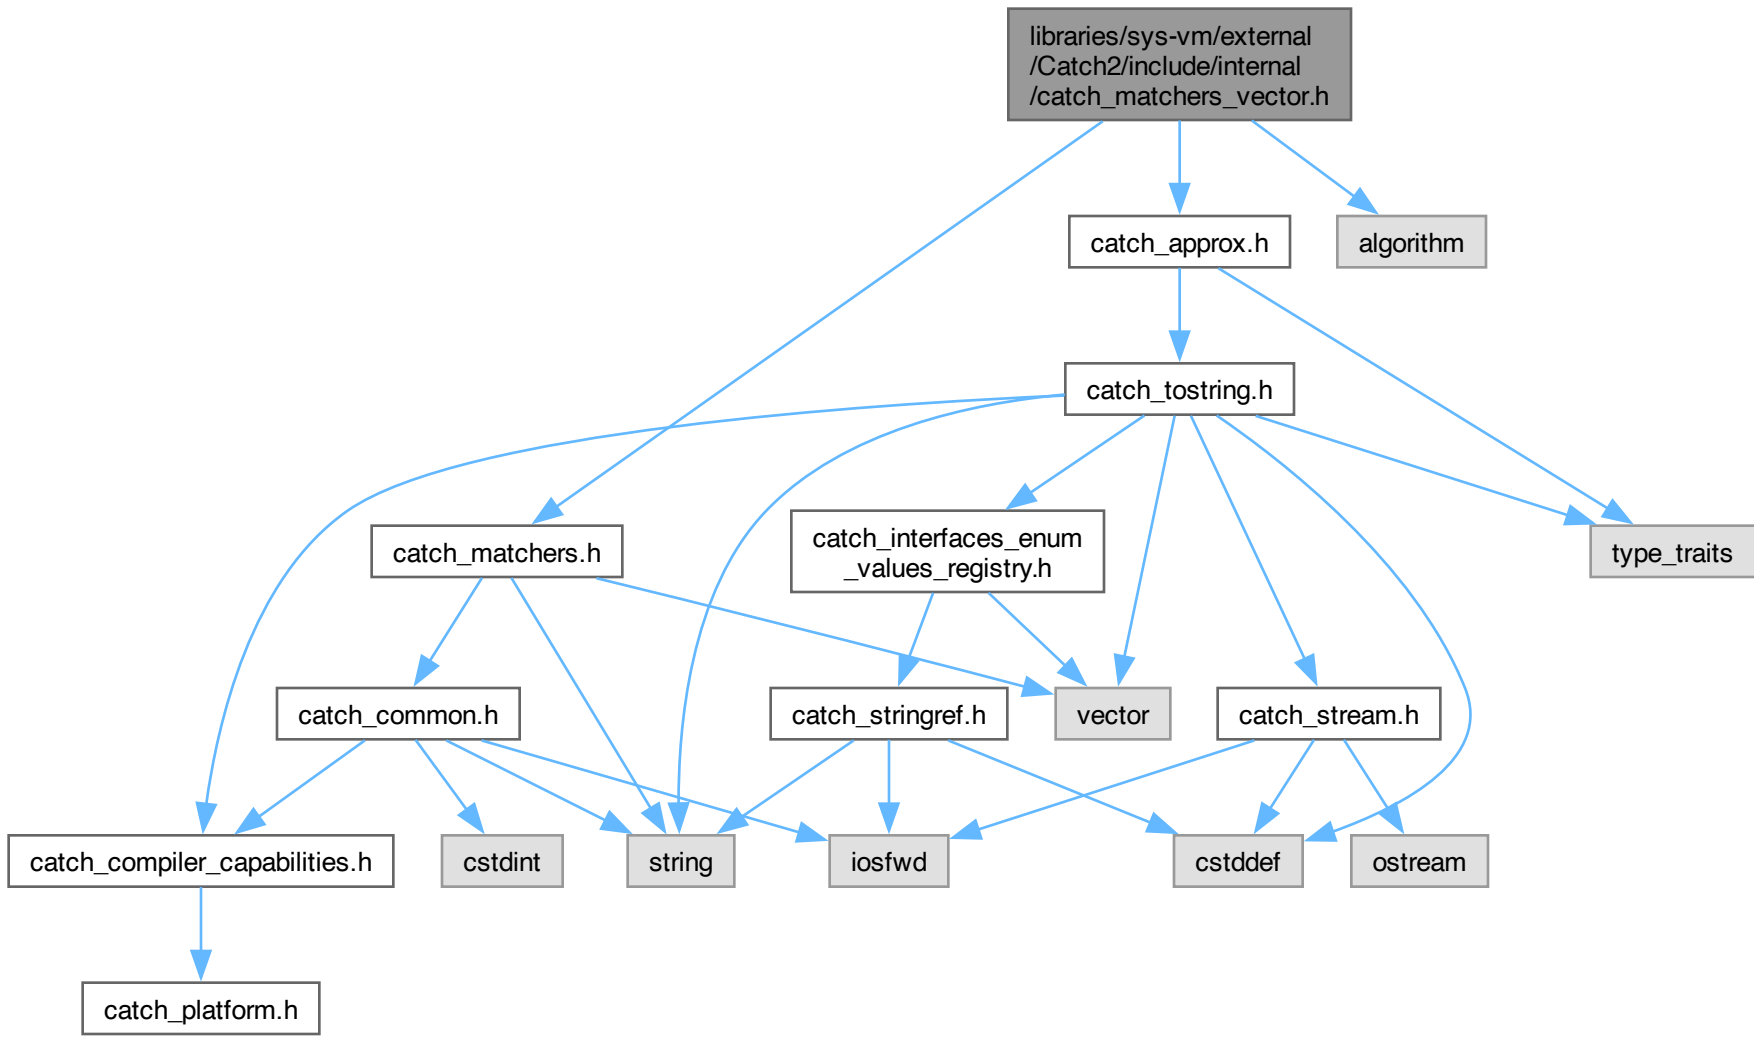 libraries/sys-vm/external
/Catch2/include/internal
/catch_matchers_vector.h
catch_approx.h
algorithm
catch_tostring.h
catch_matchers.h
catch_interfaces_enum
_values_registry.h
type_traits
catch_common.h
catch_stringref.h
vector
catch_stream.h
catch_compiler_capabilities.h
cstdint
string
iosfwd
cstddef
ostream
catch_platform.h